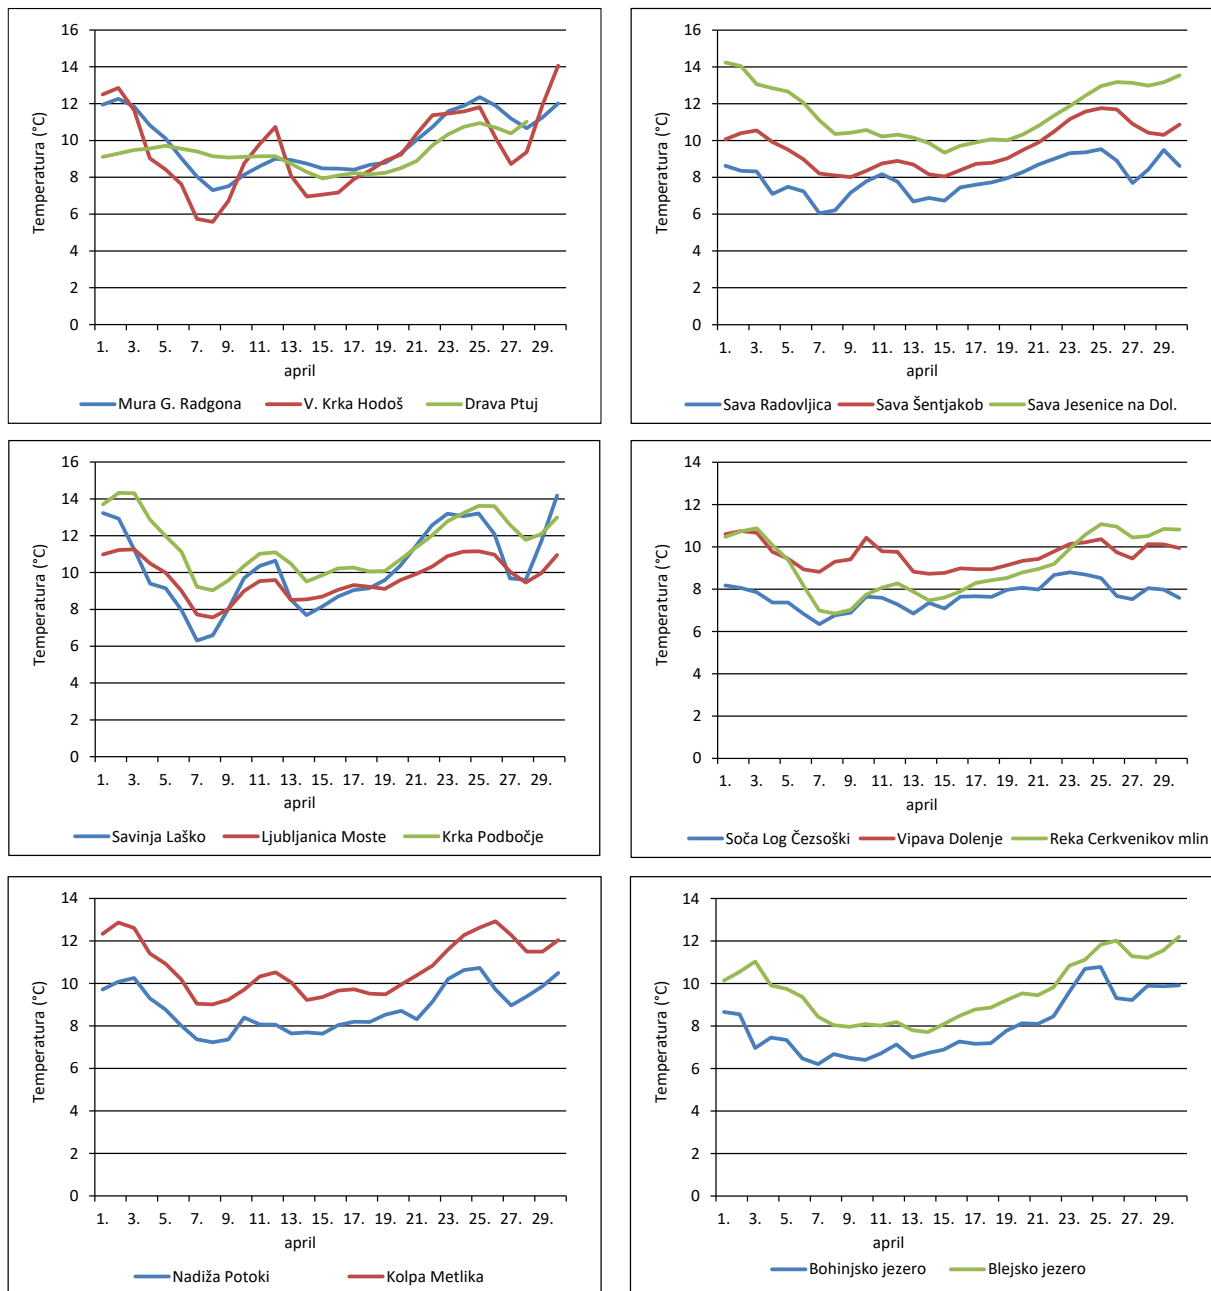 16
14
12
10
8
6
4
2
0
Temperatura (°C)
1. 3. 5. 7. 9. 11. 13. 15. 17. 19. 21. 23. 25. 27. 29.
april
Mura G. Radgona V. Krka Hodoš Drava Ptuj
16
14
12
10
8
6
4
2
0
Temperatura (°C)
1. 3. 5. 7. 9. 11. 13. 15. 17. 19. 21. 23. 25. 27. 29.
april
Sava Radovljica Sava Šentjakob Sava Jesenice na Dol.
16
14
12
10
8
6
4
2
0
Temperatura (°C)
1. 3. 5. 7. 9. 11. 13. 15. 17. 19. 21. 23. 25. 27. 29.
april
Savinja Laško Ljubljanica Moste Krka Podbočje
14
12
10
8
6
4
2
0
Temperatura (°C)
1. 3. 5. 7. 9. 11. 13. 15. 17. 19. 21. 23. 25. 27. 29.
april
Soča Log Čezsoški Vipava Dolenje Reka Cerkvenikov mlin
14
12
10
8
6
4
2
0
Temperatura (°C)
1. 3. 5. 7. 9. 11. 13. 15. 17. 19. 21. 23. 25. 27. 29.
april
Nadiža Potoki Kolpa Metlika
14
12
10
8
6
4
2
0
Temperatura (°C)
1. 3. 5. 7. 9. 11. 13. 15. 17. 19. 21. 23. 25. 27. 29.
april
Bohinjsko jezero Blejsko jezero